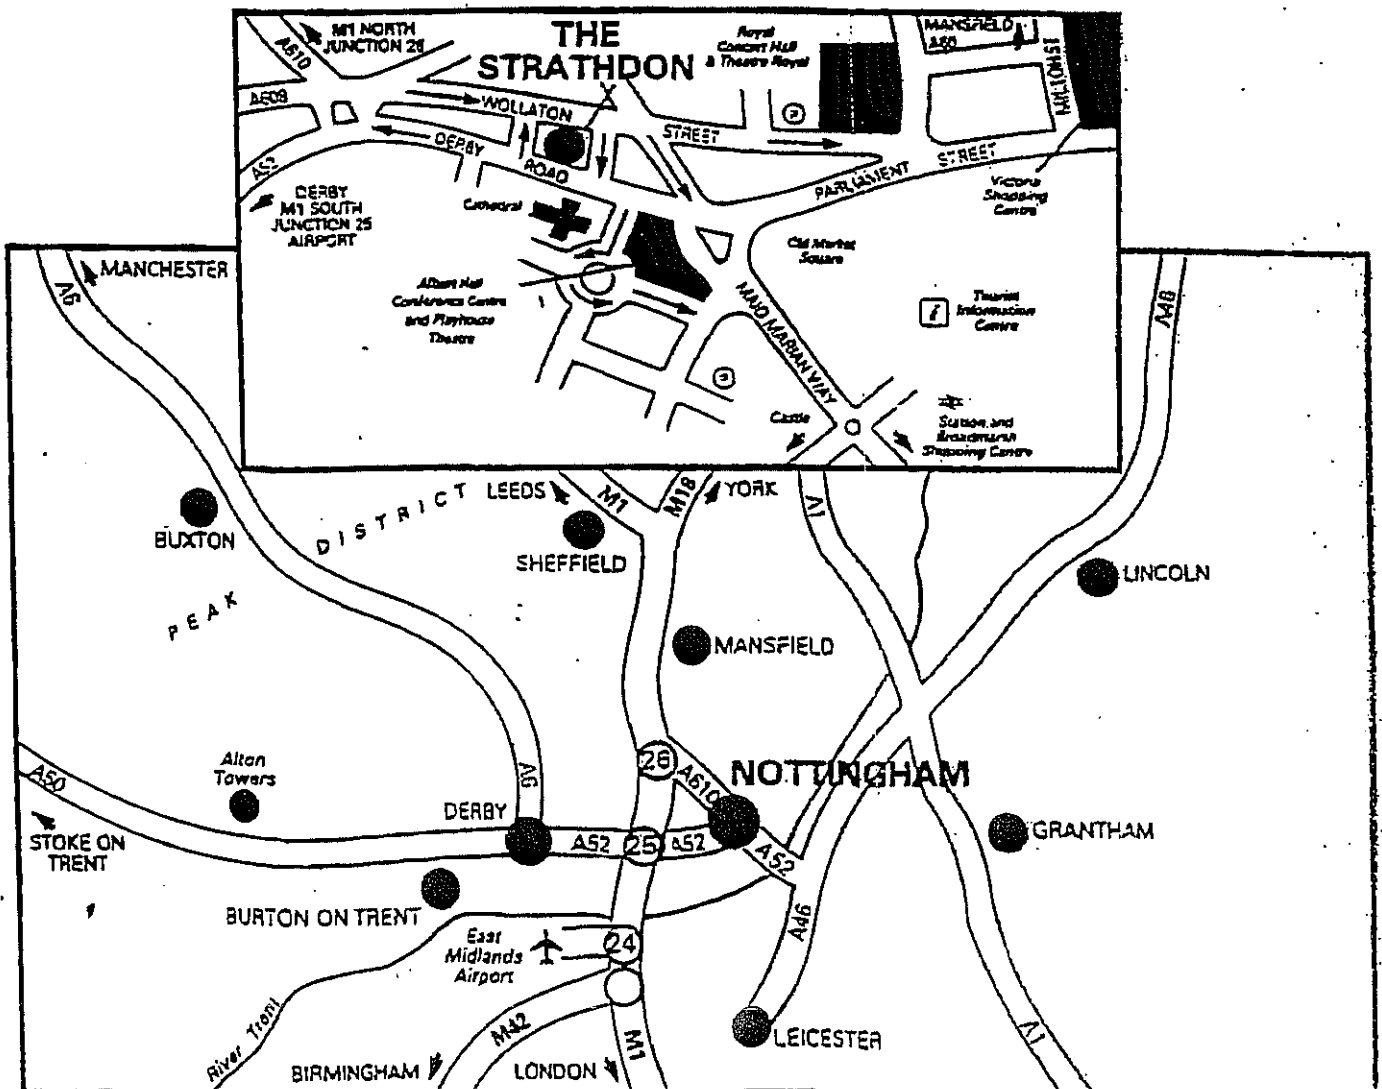 M1 NORTH
JUNCTION 26
A610
THE
STRATHDON
Royal
Concert Hall
& Theatre Royal
MANSFIELD
A60
A609
WOLLATON
STREET
DERBY
ROAD
A52
PARLIAMENT
STREET
Victoria
Shopping
Centre
DERBY
M1 SOUTH
JUNCTION 25
AIRPORT
Cathedral
Old Market
Square
Albert Hall
Conference Centre
and Playhouse
Theatre
MAID MARIAN WAY
i
Tourist
Information
Centre
Castle
Station and
Broadmarsh
Shopping Centre
MANCHESTER
A6
A46
LEEDS
M1
M18
YORK
A1
BUXTON
PEAK DISTRICT
SHEFFIELD
LINCOLN
MANSFIELD
Alton
Towers
A50
A6
26
A610
NOTTINGHAM
DERBY
STOKE ON
TRENT
A52
25
A52
A52
GRANTHAM
BURTON ON TRENT
A46
East
Midlands
Airport
24
River Trent
M42
M1
LEICESTER
A1
BIRMINGHAM
LONDON